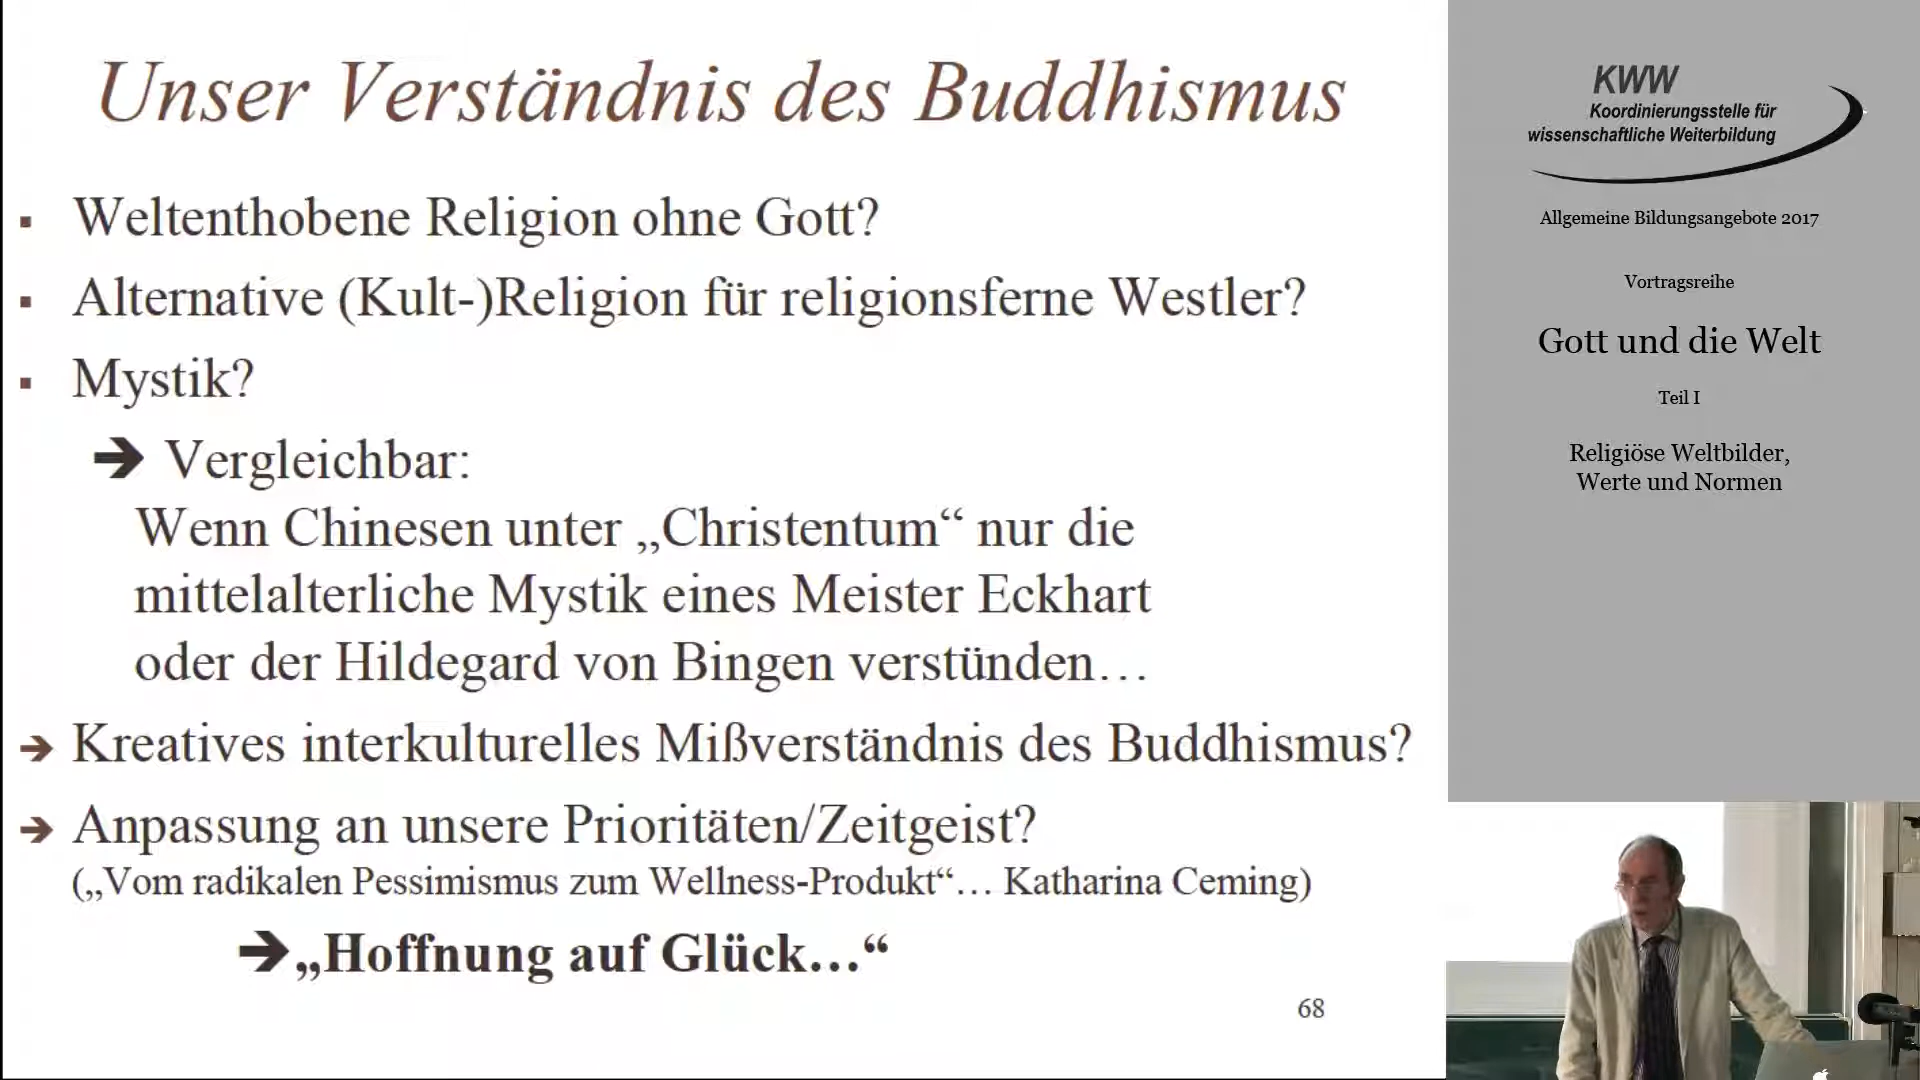 Unser Verständnis des Buddhismus
▪ Weltenthobene Religion ohne Gott?
▪ Alternative (Kult-)Religion für religionsferne Westler?
▪ Mystik?
➔ Vergleichbar:
Wenn Chinesen unter „Christentum“ nur die
mittelalterliche Mystik eines Meister Eckhart
oder der Hildegard von Bingen verstünden…
➔ Kreatives interkulturelles Mißverständnis des Buddhismus?
➔ Anpassung an unsere Prioritäten/Zeitgeist?
(„Vom radikalen Pessimismus zum Wellness-Produkt“… Katharina Ceming)
➔„Hoffnung auf Glück…“
68
KWW
Koordinierungsstelle für
wissenschaftliche Weiterbildung
Allgemeine Bildungsangebote 2017
Vortragsreihe
Gott und die Welt
Teil I
Religiöse Weltbilder,
Werte und Normen